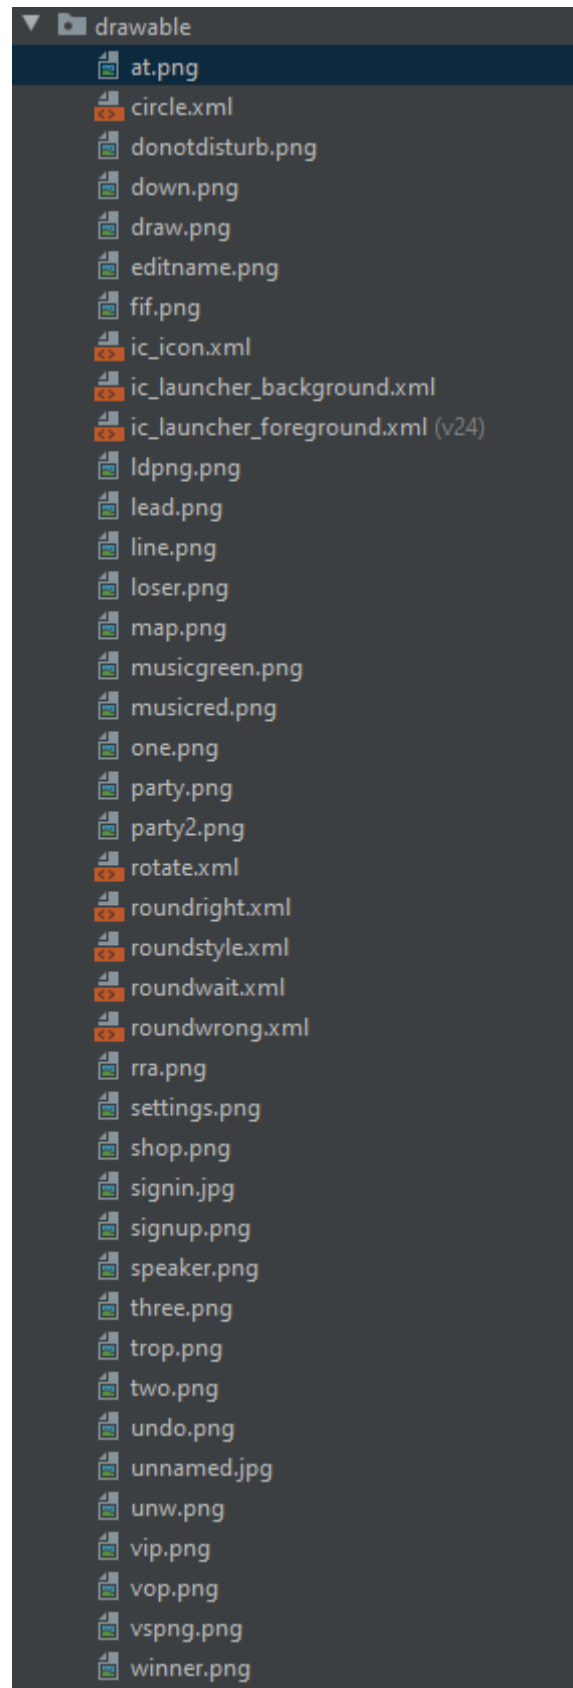 drawable
at.png
circle.xml
donotdisturb.png
down.png
draw.png
editname.png
fif.png
ic_icon.xml
ic_launcher_background.xml
ic_launcher_foreground.xml (v24)
ldpng.png
lead.png
line.png
loser.png
map.png
musicgreen.png
musicred.png
one.png
party.png
party2.png
rotate.xml
roundright.xml
roundstyle.xml
roundwait.xml
roundwrong.xml
rra.png
settings.png
shop.png
signin.jpg
signup.png
speaker.png
three.png
trop.png
two.png
undo.png
unnamed.jpg
unw.png
vip.png
vop.png
vspng.png
winner.png